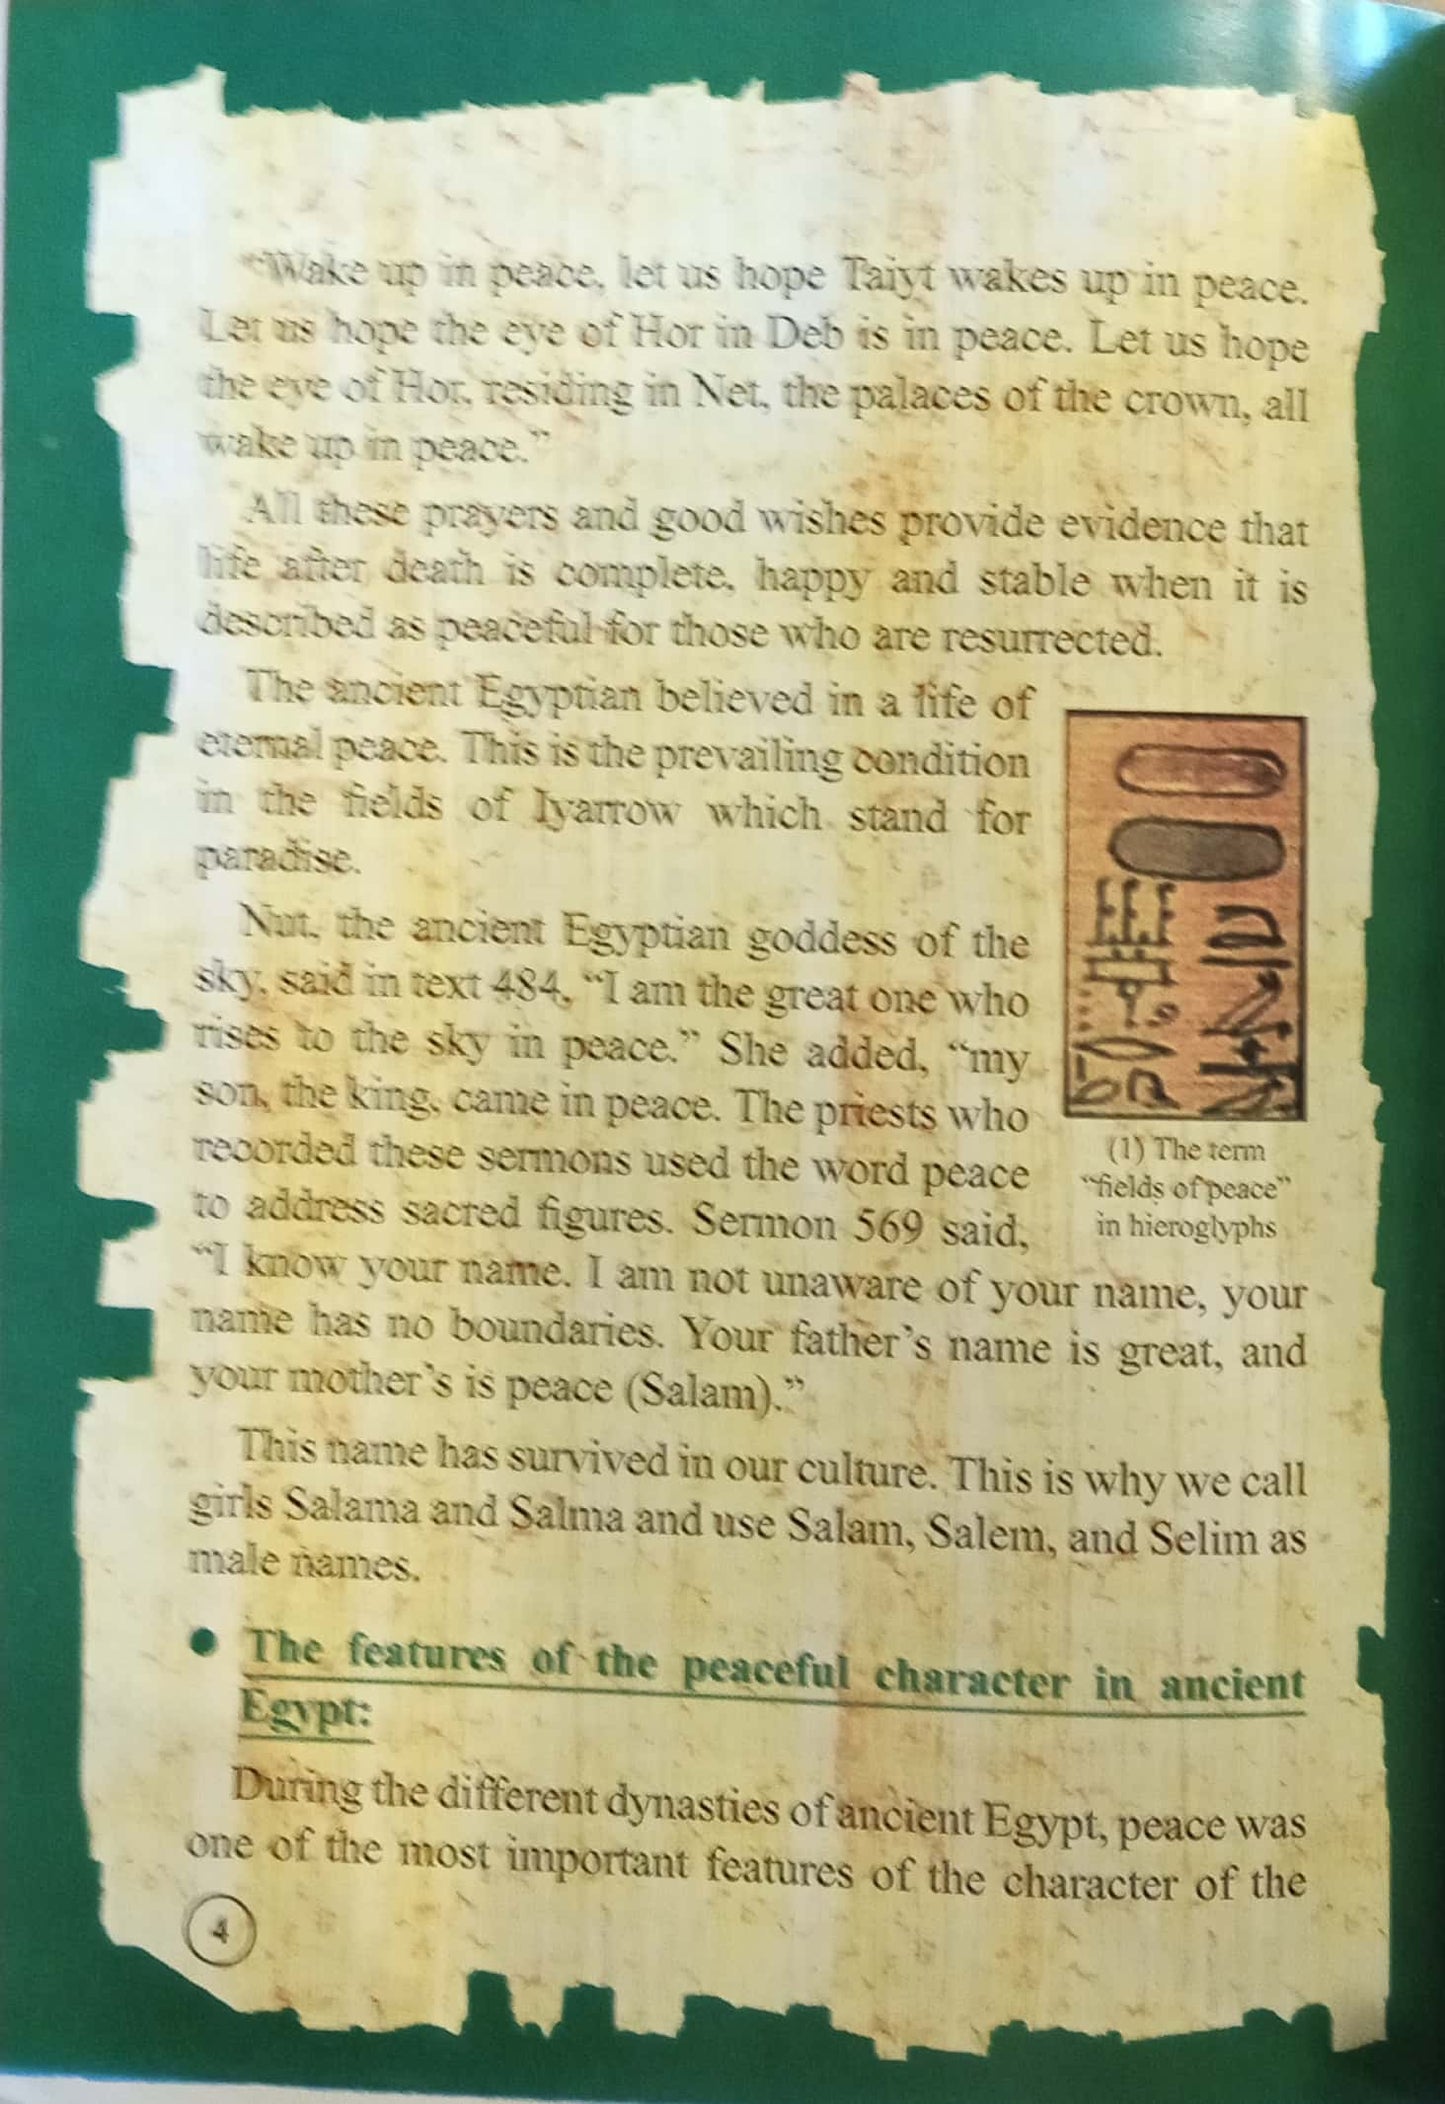 "Wake up in peace, let us hope Taiyt wakes up in peace.
Let us hope the eye of Hor in Deb is in peace. Let us hope
the eye of Hor, residing in Net, the palaces of the crown, all
wake up in peace."
All these prayers and good wishes provide evidence that
life after death is complete, happy and stable when it is
described as peaceful for those who are resurrected.
The ancient Egyptian believed in a life of
eternal peace. This is the prevailing condition
in the fields of Iyarrow which stand for
paradise.
Nut, the ancient Egyptian goddess of the
sky, said in text 484, "I am the great one who
rises to the sky in peace." She added, "my
son, the king, came in peace. The priests who
recorded these sermons used the word peace
to address sacred figures. Sermon 569 said,
"I know your name. I am not unaware of your name, your
name has no boundaries. Your father's name is great, and
your mother's is peace (Salam)."
(1) The term
"fields of peace"
in hieroglyphs
This name has survived in our culture. This is why we call
girls Salama and Salma and use Salam, Salem, and Selim as
male names.
● The features of the peaceful character in ancient
Egypt:
During the different dynasties of ancient Egypt, peace was
one of the most important features of the character of the
4